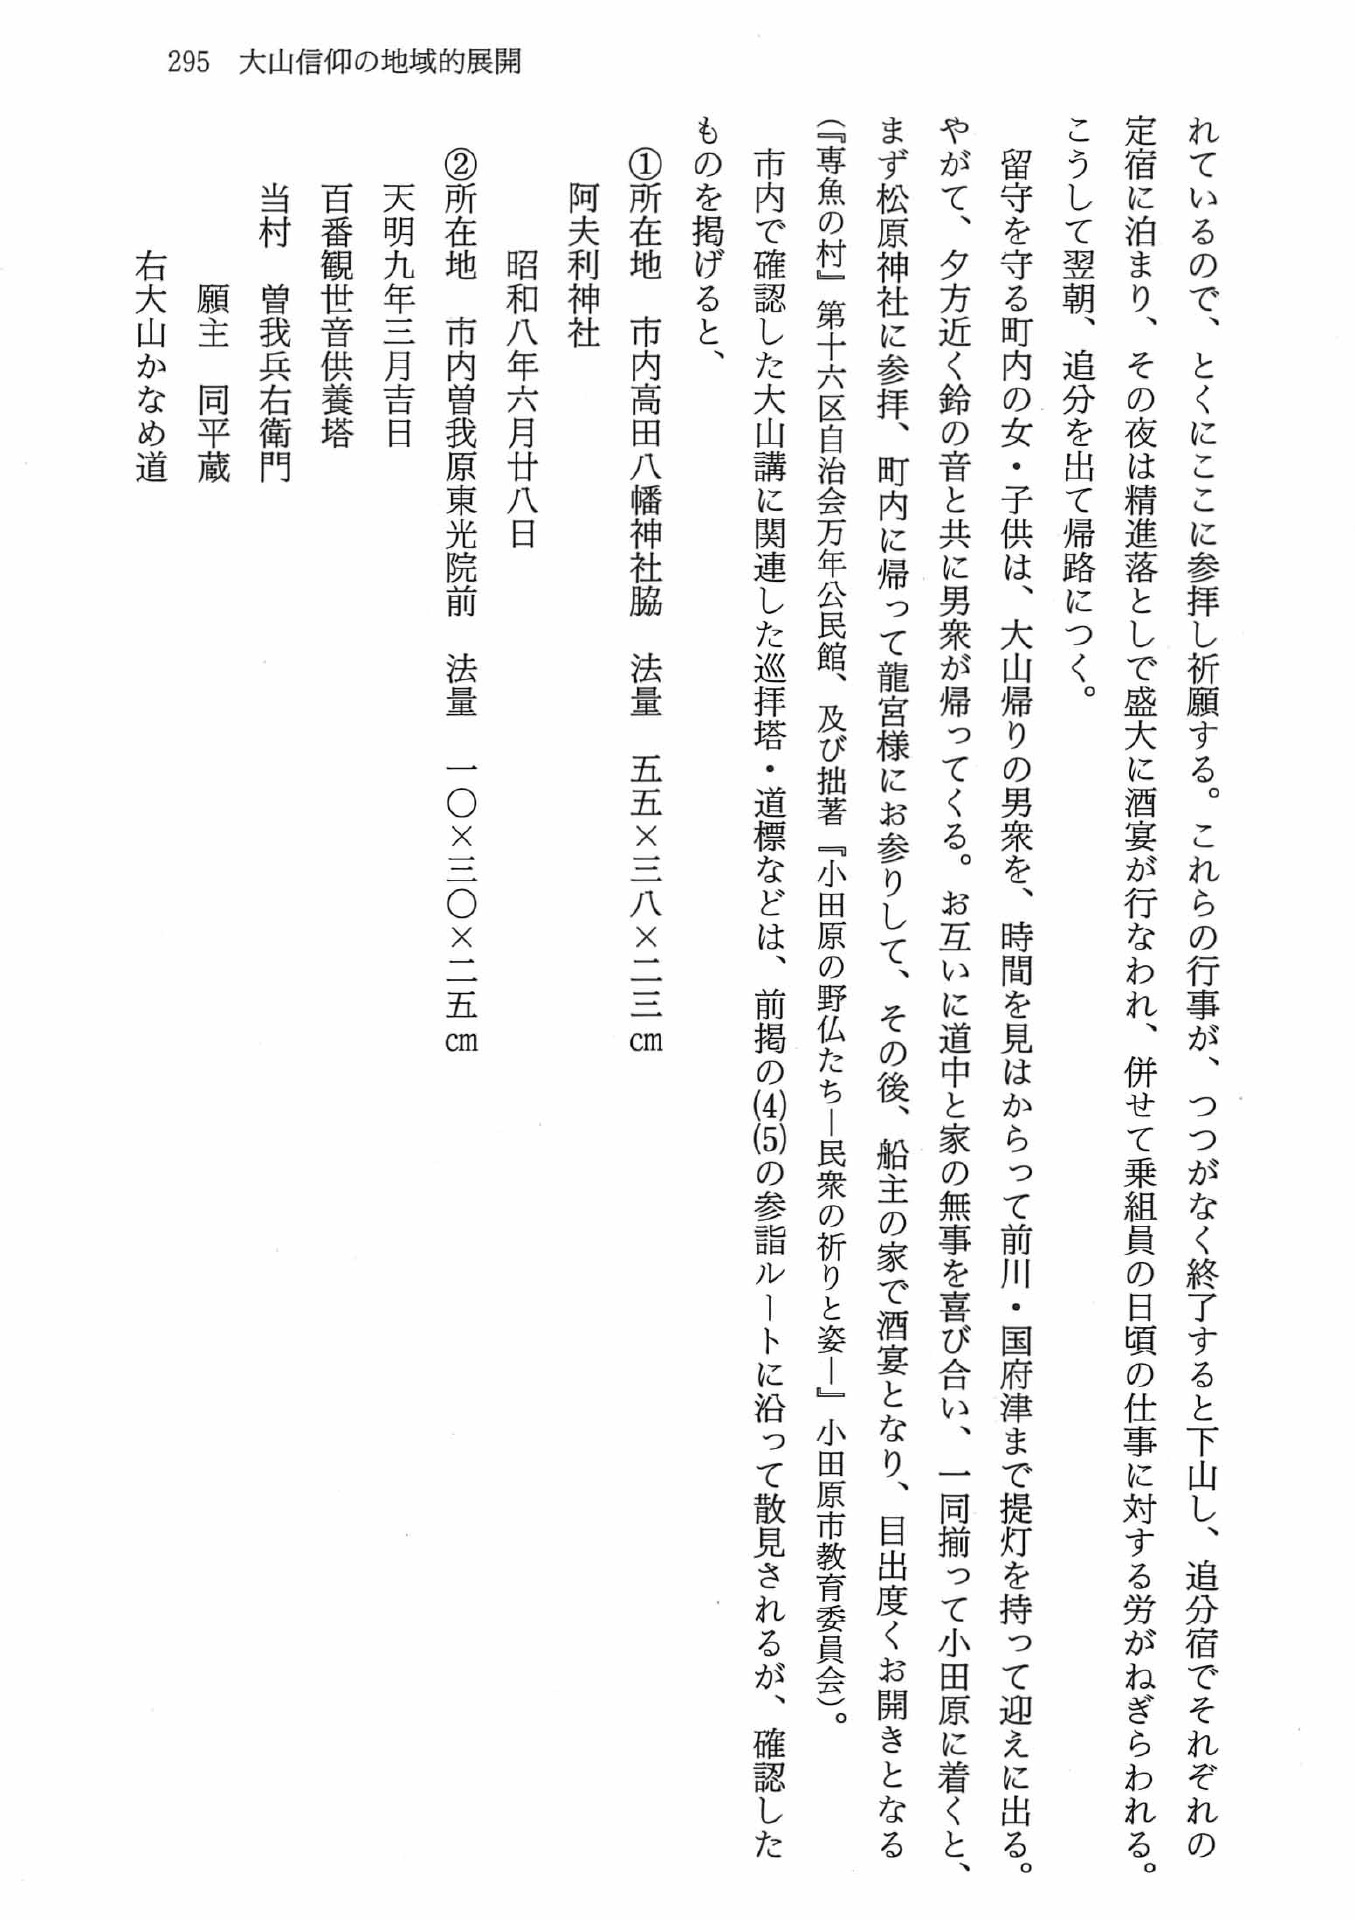 295 大山信仰の地域的展開
れているので、とくにここに参拝し祈願する。これらの行事が、つつがなく終了すると下山し、追分宿でそれぞれの
定宿に泊まり、その夜は精進落としで盛大に酒宴が行なわれ、併せて乗組員の日頃の仕事に対する労がねぎらわれる。
こうして翌朝、追分を出て帰路につく。
留守を守る町内の女・子供は、大山帰りの男衆を、時間を見はからって前川・国府津まで提灯を持って迎えに出る。
やがて、夕方近く鈴の音と共に男衆が帰ってくる。お互いに道中と家の無事を喜び合い、一同揃って小田原に着くと、
まず松原神社に参拝、町内に帰って龍宮様にお参りして、その後、船主の家で酒宴となり、目出度くお開きとなる
(『専魚の村』第十六区自治会万年公民館、及び拙著『小田原の野仏たち―民衆の祈りと姿―』小田原市教育委員会)。
市内で確認した大山講に関連した巡拝塔・道標などは、前掲の(4)(5)の参詣ルートに沿って散見されるが、確認した
ものを掲げると、
①所在地 市内高田八幡神社脇 法量 五五×三八×二三㎝
阿夫利神社
昭和八年六月廿八日
②所在地 市内曽我原東光院前 法量 一〇×三〇×二五㎝
天明九年三月吉日
百番観世音供養塔
当村 曽我兵右衛門
願主 同平蔵
右大山かなめ道